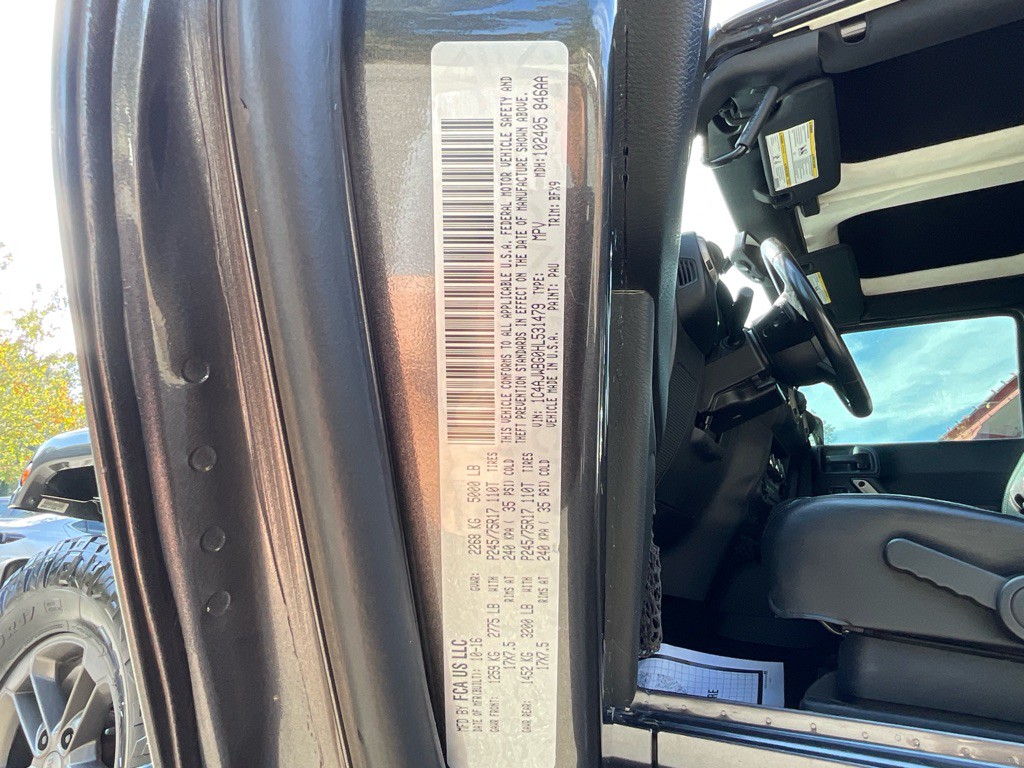 MFD BY FCA US LLC
DATE OF MFR(BUILT): 10-16 GVWR: 2268 KG 5000 LB
GAWR FRONT: 1259 KG 2775 LB WITH P245/75R17 110T TIRES
17X7.5 RIMS AT 240 KPA ( 35 PSI) COLD
GAWR REAR: 1452 KG 3200 LB WITH P245/75R17 110T TIRES
17X7.5 RIMS AT 240 KPA ( 35 PSI) COLD
THIS VEHICLE CONFORMS TO ALL APPLICABLE U.S.A. FEDERAL MOTOR VEHICLE SAFETY AND
THEFT PREVENTION STANDARDS IN EFFECT ON THE DATE OF MANUFACTURE SHOWN ABOVE.
VIN: 1C4AJWBG0HL531479 TYPE: MPV MDH:102405 846AA
VEHICLE MADE IN U.S.A. PAINT: PAU TRIM: BFX9